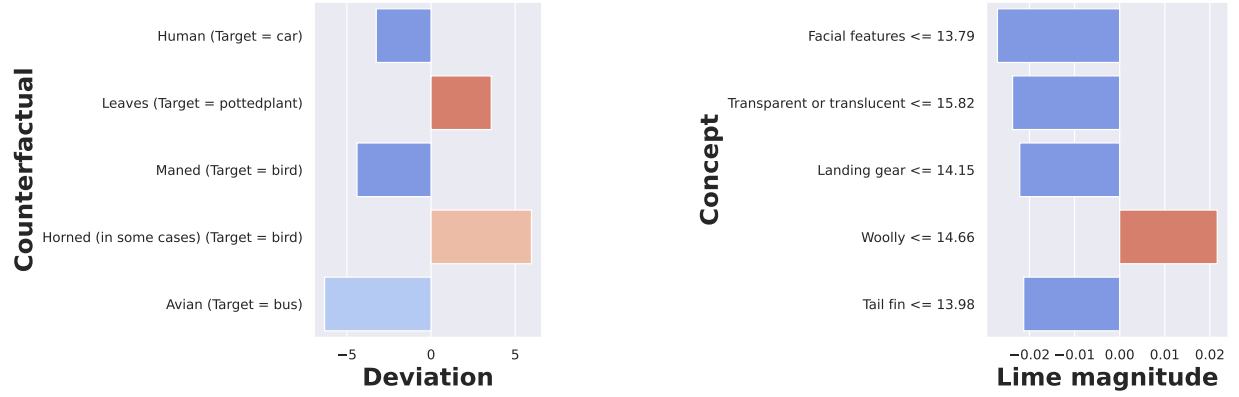 Counterfactual
Human (Target = car)
Leaves (Target = pottedplant)
Maned (Target = bird)
Horned (in some cases) (Target = bird)
Avian (Target = bus)
−5 0 5
Deviation
Concept
Facial features <= 13.79
Transparent or translucent <= 15.82
Landing gear <= 14.15
Woolly <= 14.66
Tail fin <= 13.98
−0.02 −0.01 0.00 0.01 0.02
Lime magnitude